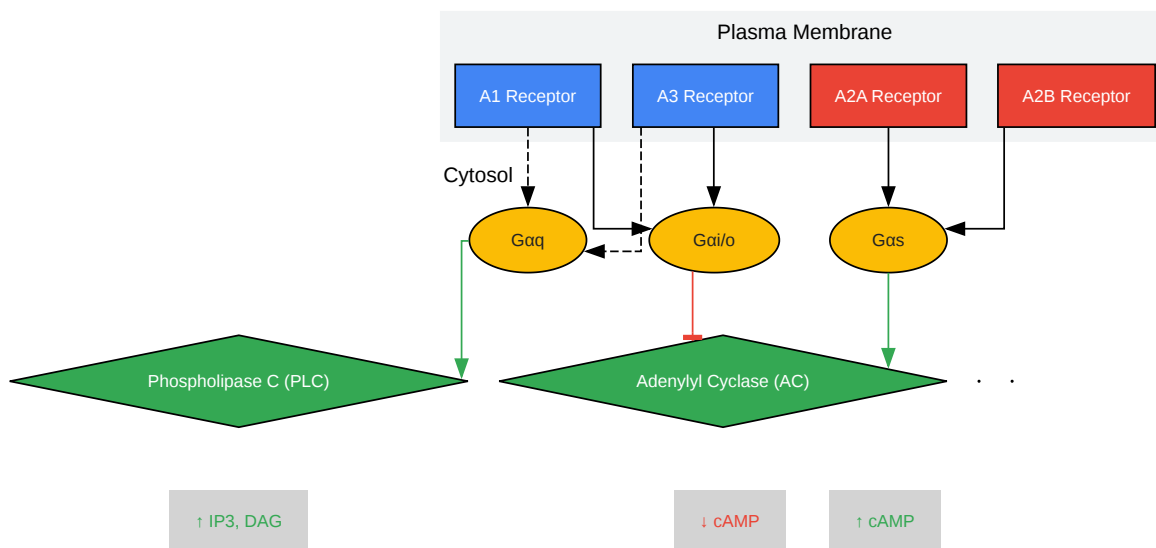 Plasma Membrane
A1 Receptor
A3 Receptor
A2A Receptor
A2B Receptor
Cytosol
Gαq
Gαi/o
Gαs
Phospholipase C (PLC)
Adenylyl Cyclase (AC)
↑ IP3, DAG
↓ cAMP
↑ cAMP